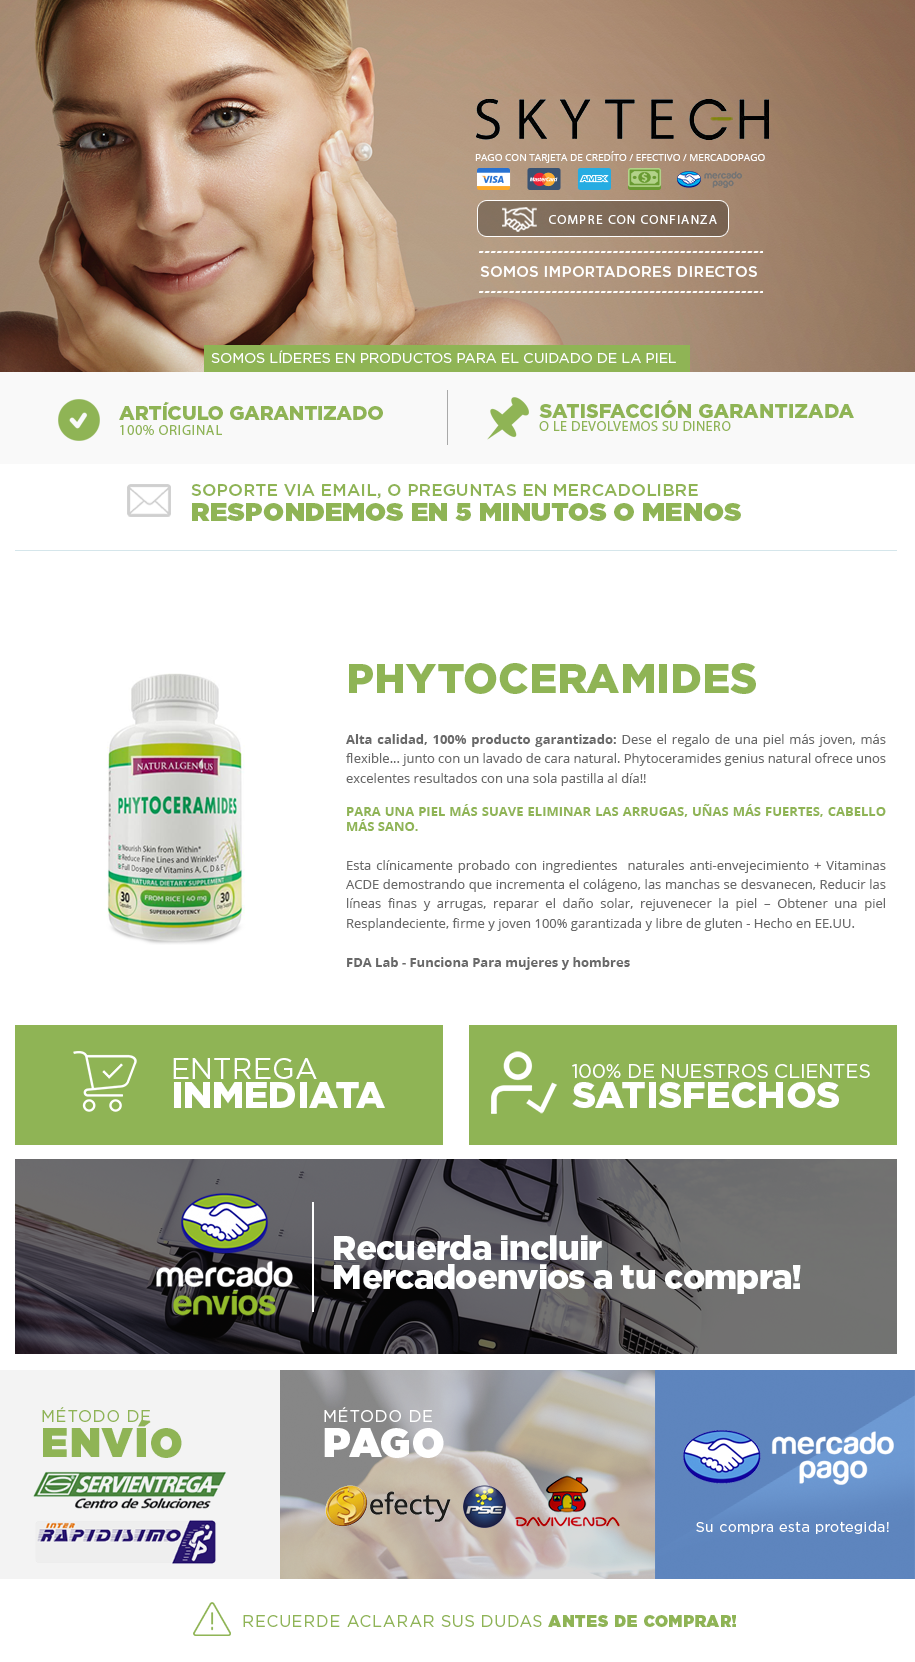 SKYTECH
PAGO CON TARJETA DE CREDÍTO / EFECTIVO / MERCADOPAGO
VISA MasterCard AMEX mercado
pago
COMPRE CON CONFIANZA
SOMOS IMPORTADORES DIRECTOS
SOMOS LÍDERES EN PRODUCTOS PARA EL CUIDADO DE LA PIEL
ARTÍCULO GARANTIZADO
100% ORIGINAL
SATISFACCIÓN GARANTIZADA
O LE DEVOLVEMOS SU DINERO
SOPORTE VIA EMAIL, O PREGUNTAS EN MERCADOLIBRE
RESPONDEMOS EN 5 MINUTOS O MENOS
NATURALGENIUS
PHYTOCERAMIDES
Nourish Skin from Within*
Reduce Fine Lines and Wrinkles*
Full Dosage of Vitamins A, C, D & E*
NATURAL DIETARY SUPPLEMENT
30
Capsules
FROM RICE | 40 mg
SUPERIOR POTENCY
30
Day Supply
PHYTOCERAMIDES
Alta calidad, 100% producto garantizado: Dese el regalo de una piel más joven, más
flexible... junto con un lavado de cara natural. Phytoceramides genius natural ofrece unos
excelentes resultados con una sola pastilla al día!!
PARA UNA PIEL MÁS SUAVE ELIMINAR LAS ARRUGAS, UÑAS MÁS FUERTES, CABELLO
MÁS SANO.
Esta clínicamente probado con ingredientes naturales anti-envejecimiento + Vitaminas
ACDE demostrando que incrementa el colágeno, las manchas se desvanecen, Reducir las
líneas finas y arrugas, reparar el daño solar, rejuvenecer la piel – Obtener una piel
Resplandeciente, firme y joven 100% garantizada y libre de gluten - Hecho en EE.UU.
FDA Lab - Funciona Para mujeres y hombres
ENTREGA
INMEDIATA
100% DE NUESTROS CLIENTES
SATISFECHOS
mercado
envíos
Recuerda incluir
Mercadoenvios a tu compra!
MÉTODO DE
ENVÍO
SERVIENTREGA
Centro de Soluciones
INTER
RAPIDISIMO
MÉTODO DE
PAGO
efecty
PSE
DAVIVIENDA
mercado
pago
Su compra esta protegida!
RECUERDE ACLARAR SUS DUDAS ANTES DE COMPRAR!